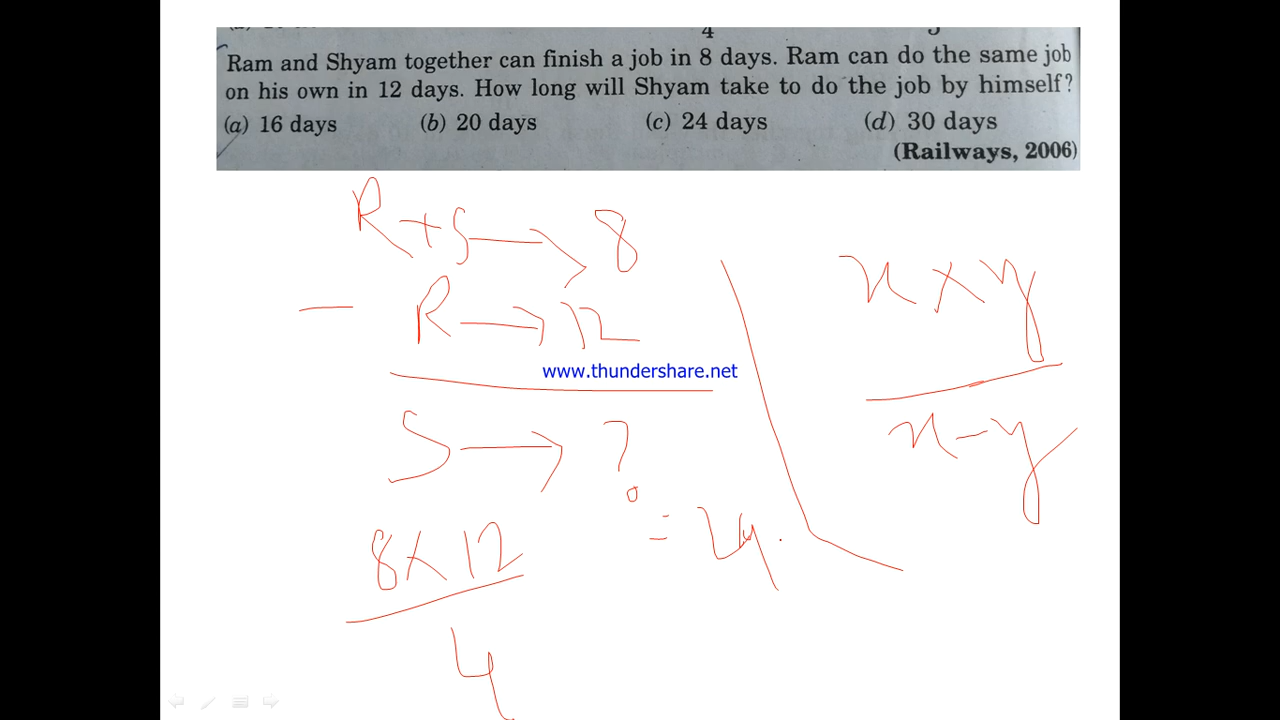 4
Ram and Shyam together can finish a job in 8 days. Ram can do the same job
on his own in 12 days. How long will Shyam take to do the job by himself?
(a) 16 days (b) 20 days (c) 24 days (d) 30 days
(Railways, 2006)
R+S → 8
— R → 12
www.thundershare.net
S → ?
8 × 12
4
= 24.
x × y
x - y